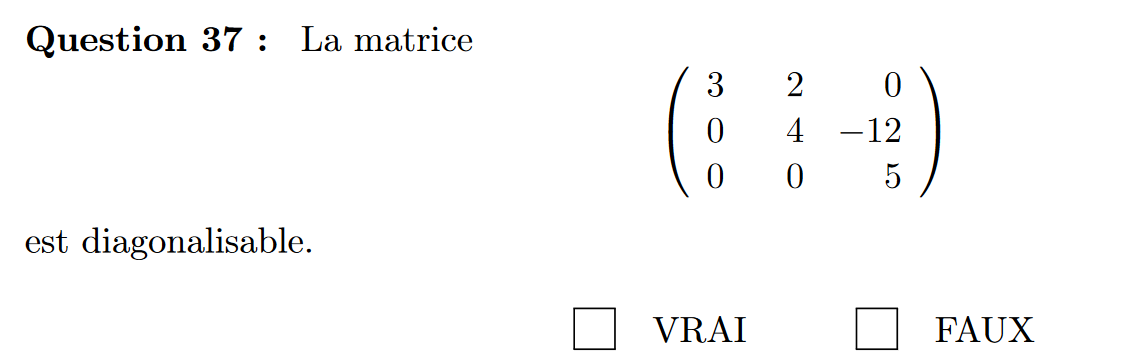 Question 37 : La matrice
3 2 0
0 4 −12
0 0 5
est diagonalisable.
VRAI FAUX